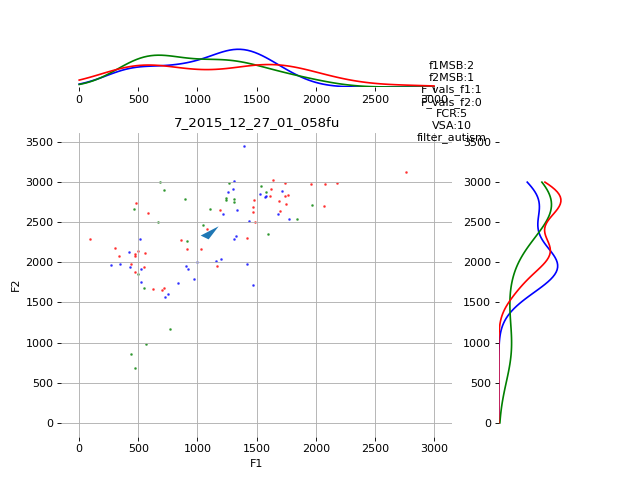 f1MSB:2
f2MSB:1
F_vals_f1:1
F_vals_f2:0
FCR:5
VSA:10
filter_autism
0 500 1000 1500 2000 2500 3000
7_2015_12_27_01_058fu
3500 3500
3000 3000
2500 2500
2000 2000
1500 1500
1000 1000
500 500
0 0
F2
0 500 1000 1500 2000 2500 3000
F1